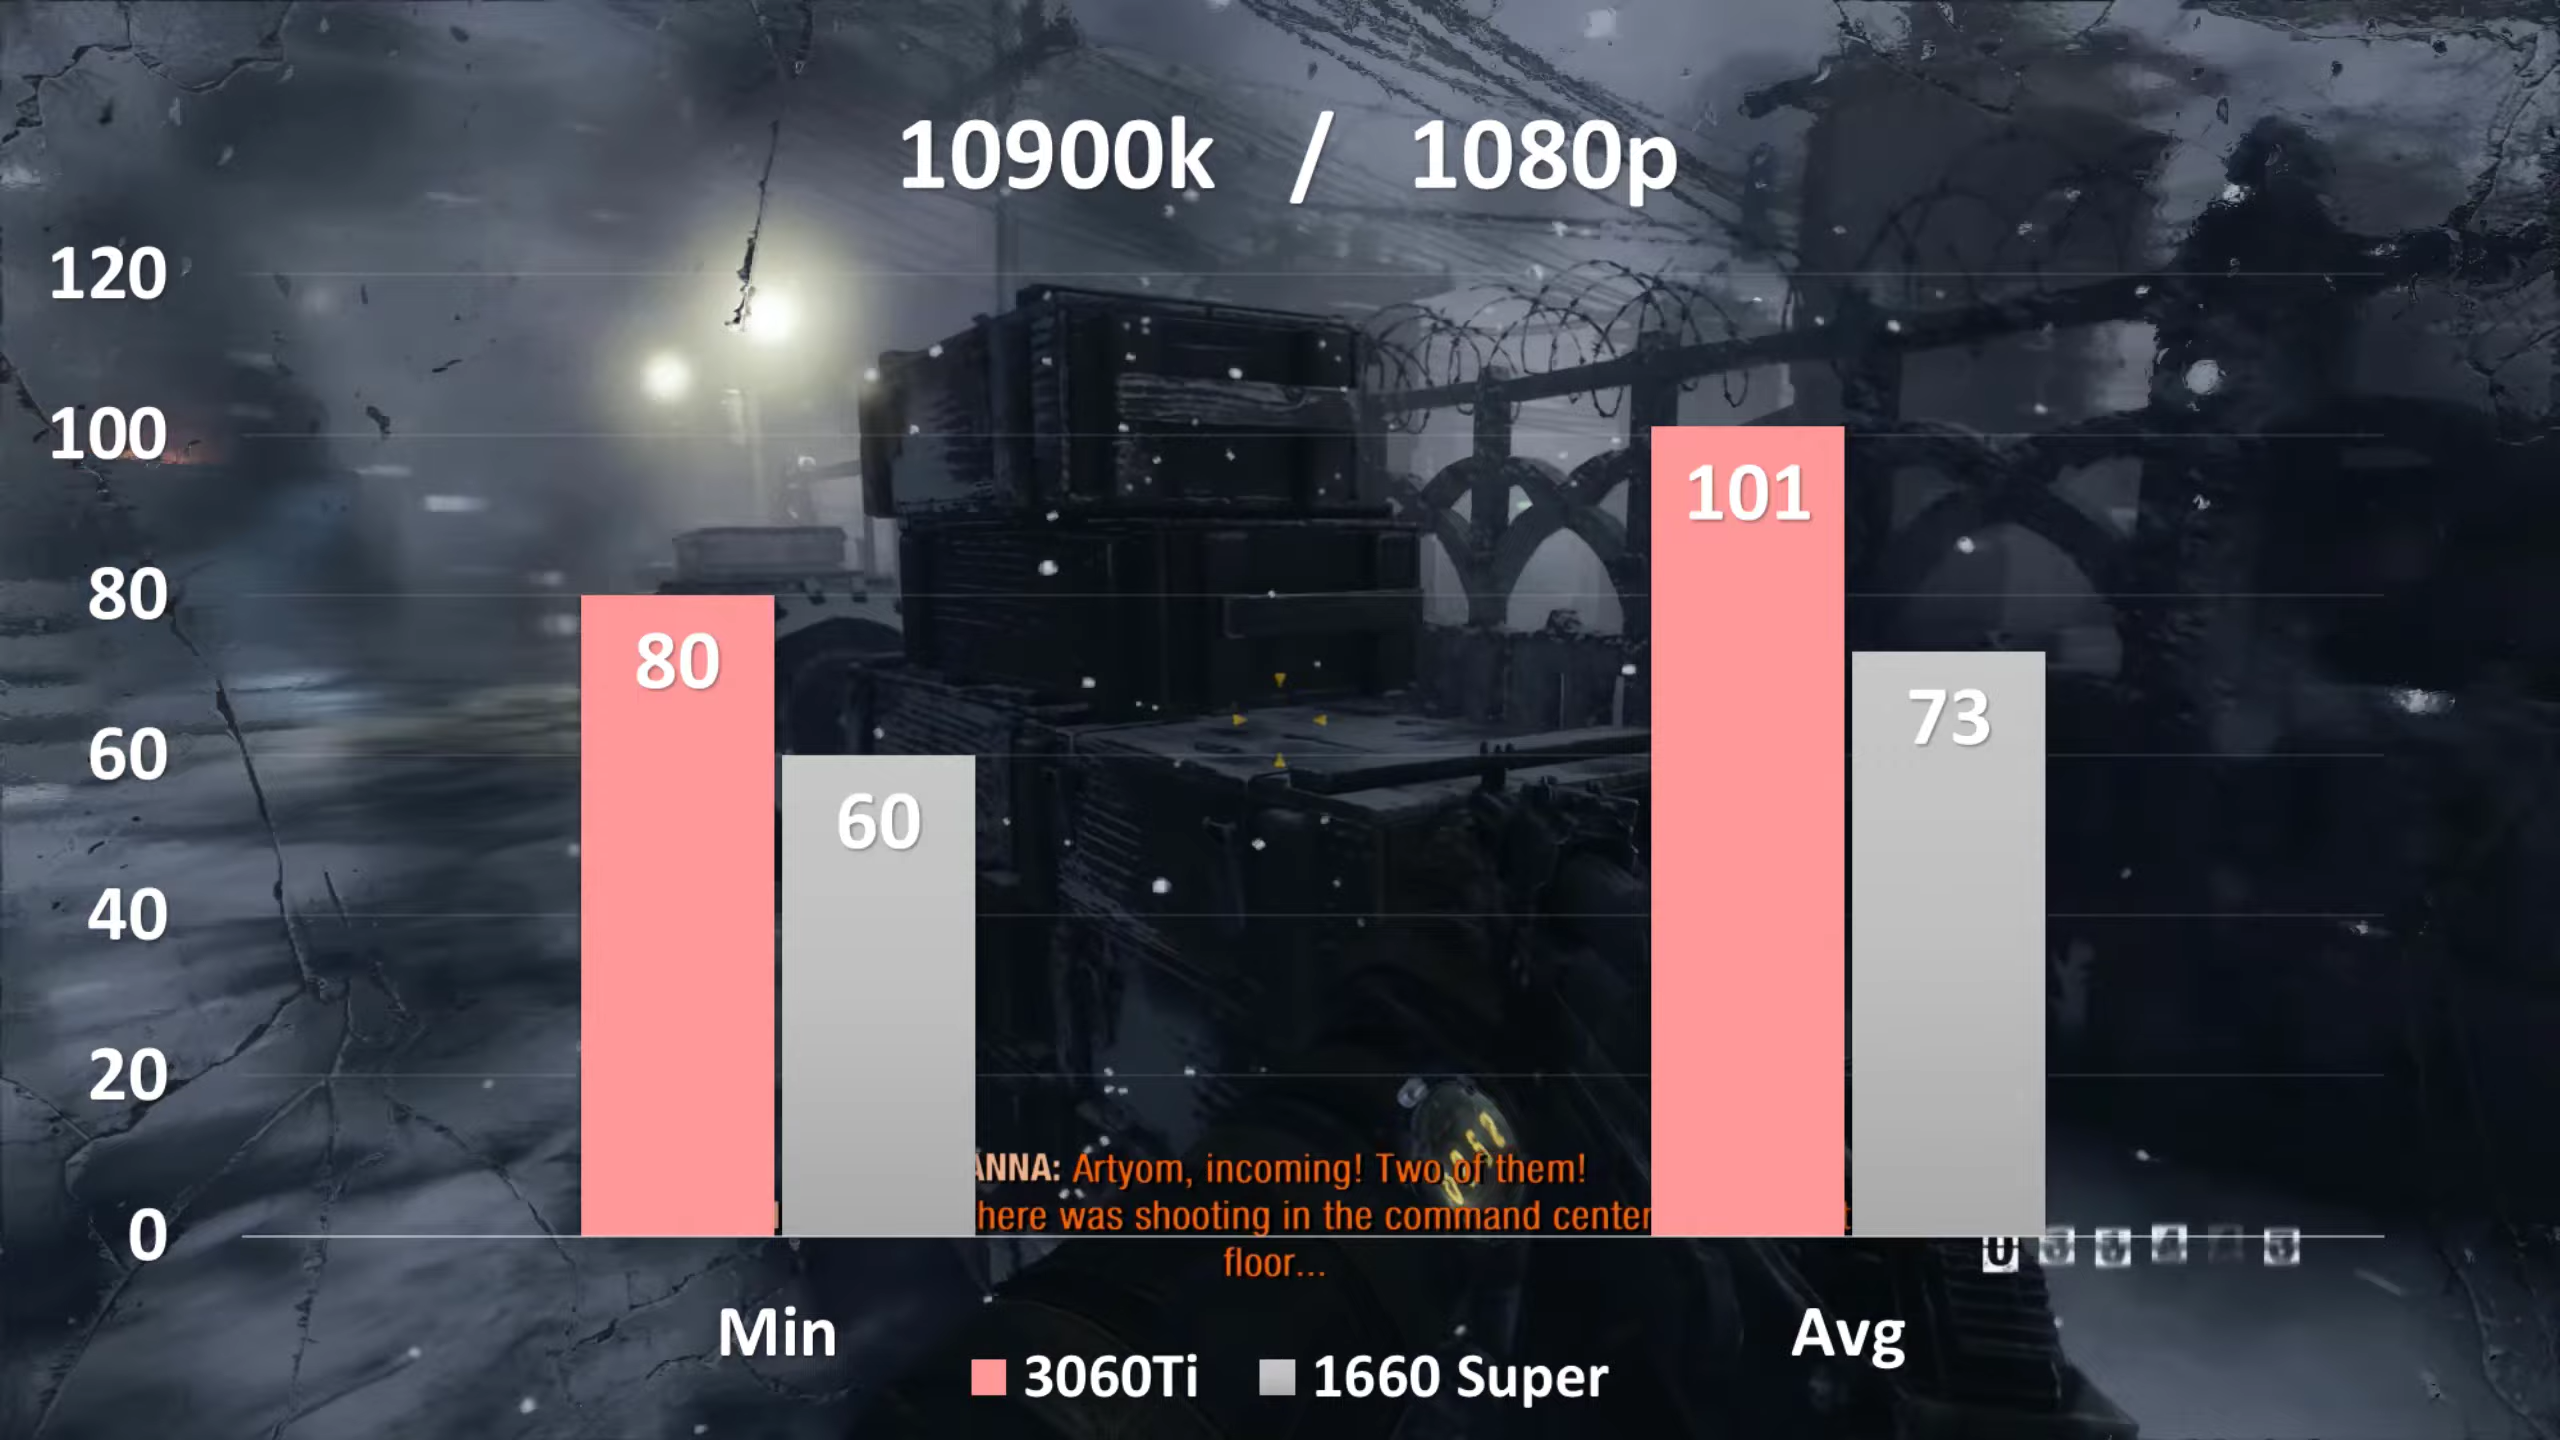 10900k / 1080p
120
100
80
60
40
20
0
80
60
101
73
ANNA: Artyom, incoming! Two of them!
here was shooting in the command center
floor...
Min
Avg
3060Ti
1660 Super